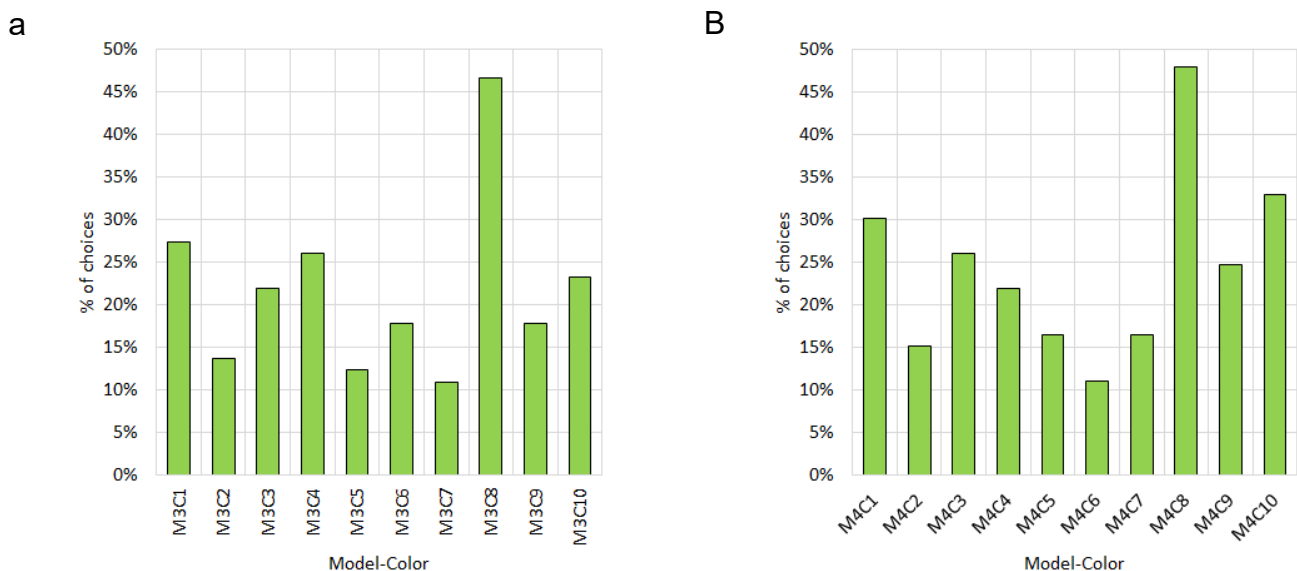 a
50%
45%
40%
35%
30%
25%
20%
15%
10%
5%
0%
% of choices
M3C1
M3C2
M3C3
M3C4
M3C5
M3C6
M3C7
M3C8
M3C9
M3C10
Model-Color
B
50%
45%
40%
35%
30%
25%
20%
15%
10%
5%
0%
% of choices
M4C1
M4C2
M4C3
M4C4
M4C5
M4C6
M4C7
M4C8
M4C9
M4C10
Model-Color